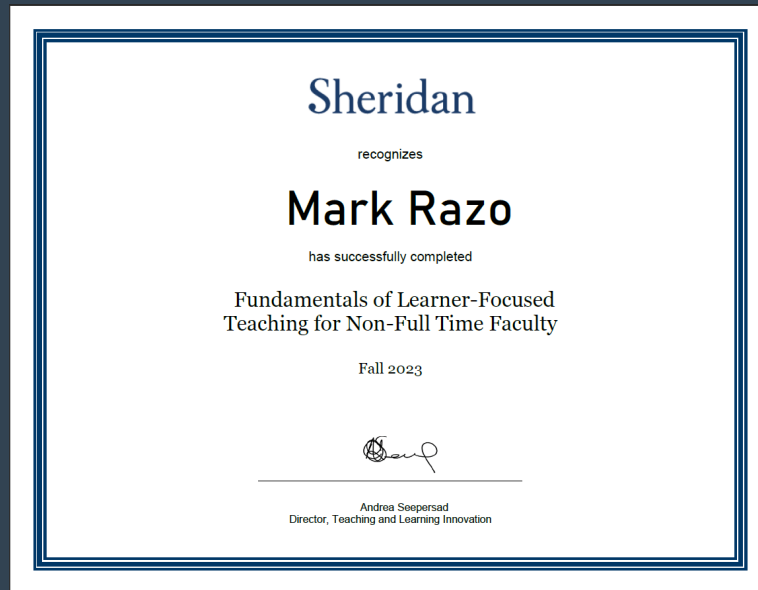 Sheridan
recognizes
Mark Razo
has successfully completed
Fundamentals of Learner-Focused
Teaching for Non-Full Time Faculty
Fall 2023
Andrea Seepersad
Director, Teaching and Learning Innovation